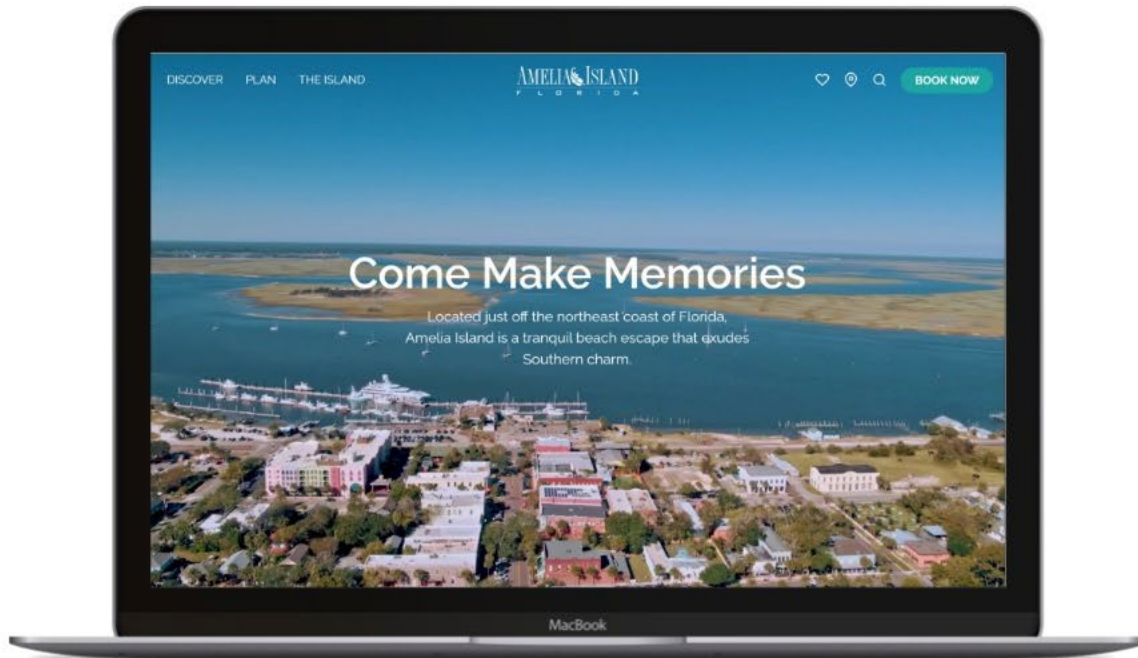 DISCOVER PLAN THE ISLAND
AMELIA ISLAND
FLORIDA
BOOK NOW
Come Make Memories
Located just off the northeast coast of Florida,
Amelia Island is a tranquil beach escape that exudes
Southern charm.
MacBook